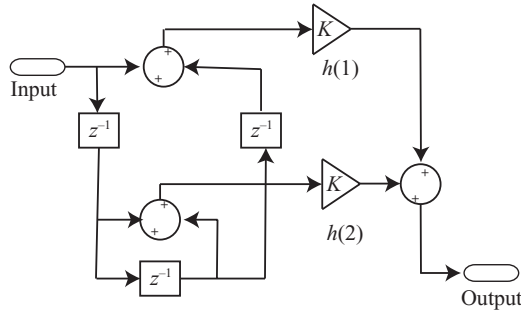 K
+
+
h(1)
Input
z⁻¹
z⁻¹
+
+
+
K
+
h(2)
z⁻¹
Output